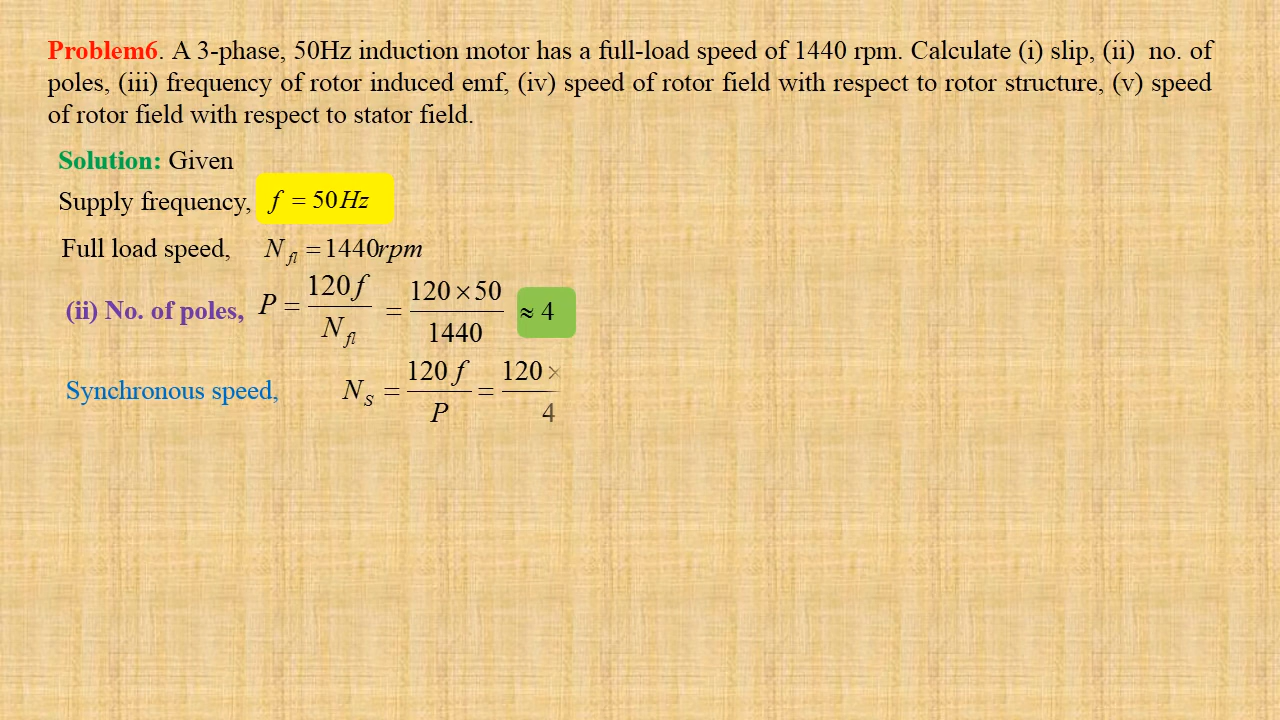 Problem6. A 3-phase, 50Hz induction motor has a full-load speed of 1440 rpm. Calculate (i) slip, (ii) no. of
poles, (iii) frequency of rotor induced emf, (iv) speed of rotor field with respect to rotor structure, (v) speed
of rotor field with respect to stator field.
Solution: Given
Supply frequency, f = 50Hz
Full load speed, N_fl = 1440rpm
(ii) No. of poles, P = 120f / N_fl = 120 × 50 / 1440 ≈ 4
Synchronous speed, N_S = 120 f / P = 120 × / 4